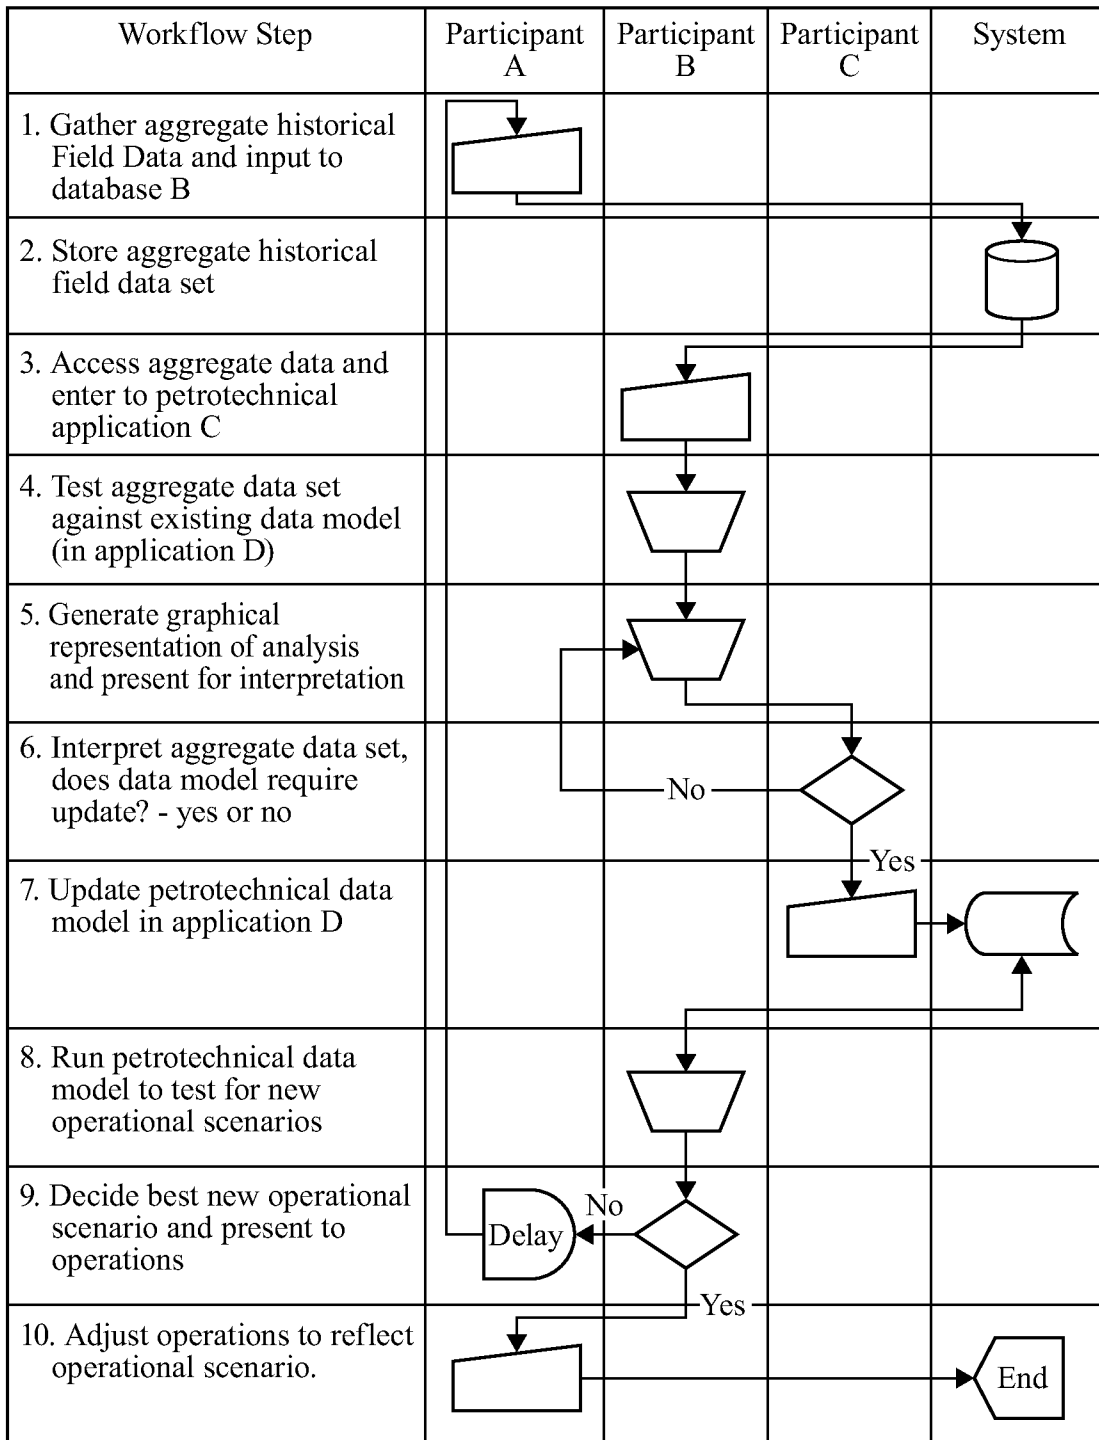 Workflow Step
Participant
A
Participant
B
Participant
C
System
1. Gather aggregate historical
Field Data and input to
database B
2. Store aggregate historical
field data set
3. Access aggregate data and
enter to petrotechnical
application C
4. Test aggregate data set
against existing data model
(in application D)
5. Generate graphical
representation of analysis
and present for interpretation
6. Interpret aggregate data set,
does data model require
update? - yes or no
No
Yes
7. Update petrotechnical data
model in application D
8. Run petrotechnical data
model to test for new
operational scenarios
9. Decide best new operational
scenario and present to
operations
Delay
No
Yes
10. Adjust operations to reflect
operational scenario.
End